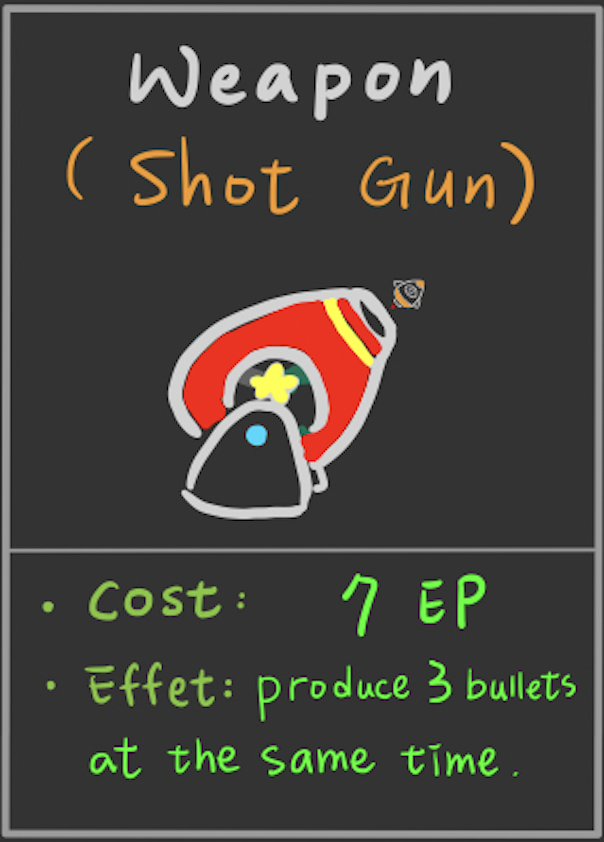 Weapon
( Shot Gun)
• Cost: 7 EP
• Effet: produce 3 bullets
at the same time.